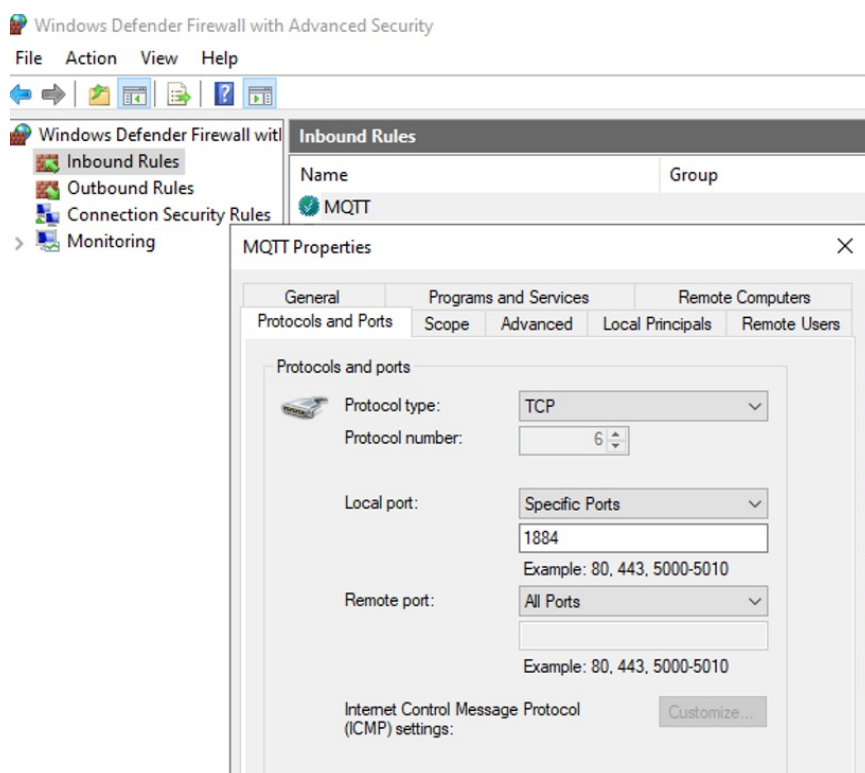 Windows Defender Firewall with Advanced Security
File Action View Help
Windows Defender Firewall witl
Inbound Rules
Outbound Rules
Connection Security Rules
Monitoring
Inbound Rules
Name Group
MQTT
MQTT Properties
General Programs and Services Remote Computers
Protocols and Ports Scope Advanced Local Principals Remote Users
Protocols and ports
Protocol type: TCP
Protocol number: 6
Local port: Specific Ports
1884
Example: 80, 443, 5000-5010
Remote port: All Ports
Example: 80, 443, 5000-5010
Internet Control Message Protocol
(ICMP) settings:
Customize...